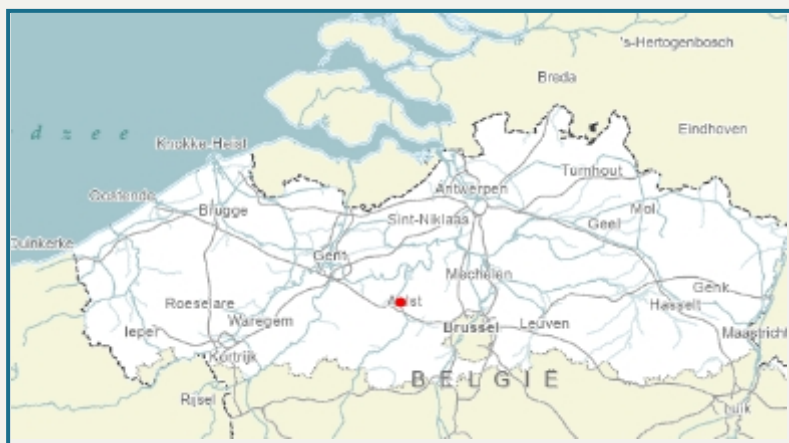 's-Hertogenbosch
Breda
d z e e
Eindhoven
Knokke-Heist
Turnhout
Antwerpen
Oostende
Mol
Brugge
Sint-Niklaas
Geel
Duinkerke
Gent
Mechelen
Genk
Roeselare
Hasselt
Waregem
Brussel
Leuven
Ieper
Maastricht
Kortrijk
BELGIË
Rijsel
Luik